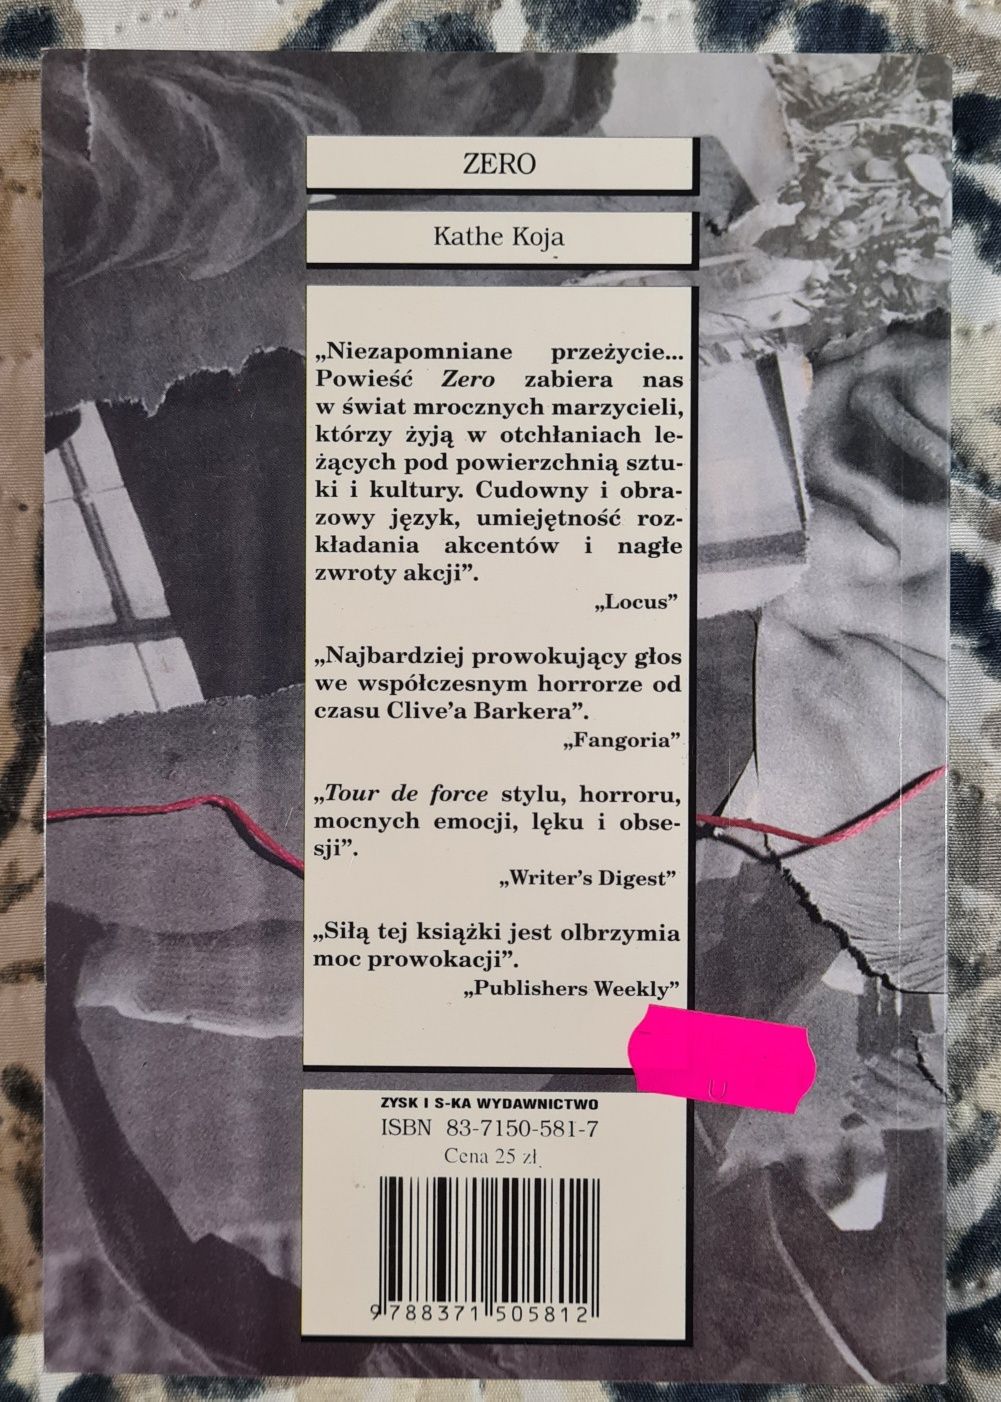 ZERO
Kathe Koja
„Niezapomniane przeżycie...
Powieść Zero zabiera nas
w świat mrocznych marzycieli,
którzy żyją w otchłaniach le-
żących pod powierzchnią sztu-
ki i kultury. Cudowny i obra-
zowy język, umiejętność roz-
kładania akcentów i nagłe
zwroty akcji”.
„Locus”
„Najbardziej prowokujący głos
we współczesnym horrorze od
czasu Clive’a Barkera”.
„Fangoria”
„Tour de force stylu, horroru,
mocnych emocji, lęku i obse-
sji”.
„Writer’s Digest”
„Siłą tej książki jest olbrzymia
moc prowokacji”.
„Publishers Weekly”
U
ZYSK I S-KA WYDAWNICTWO
ISBN 83-7150-581-7
Cena 25 zł
9 788371 505812